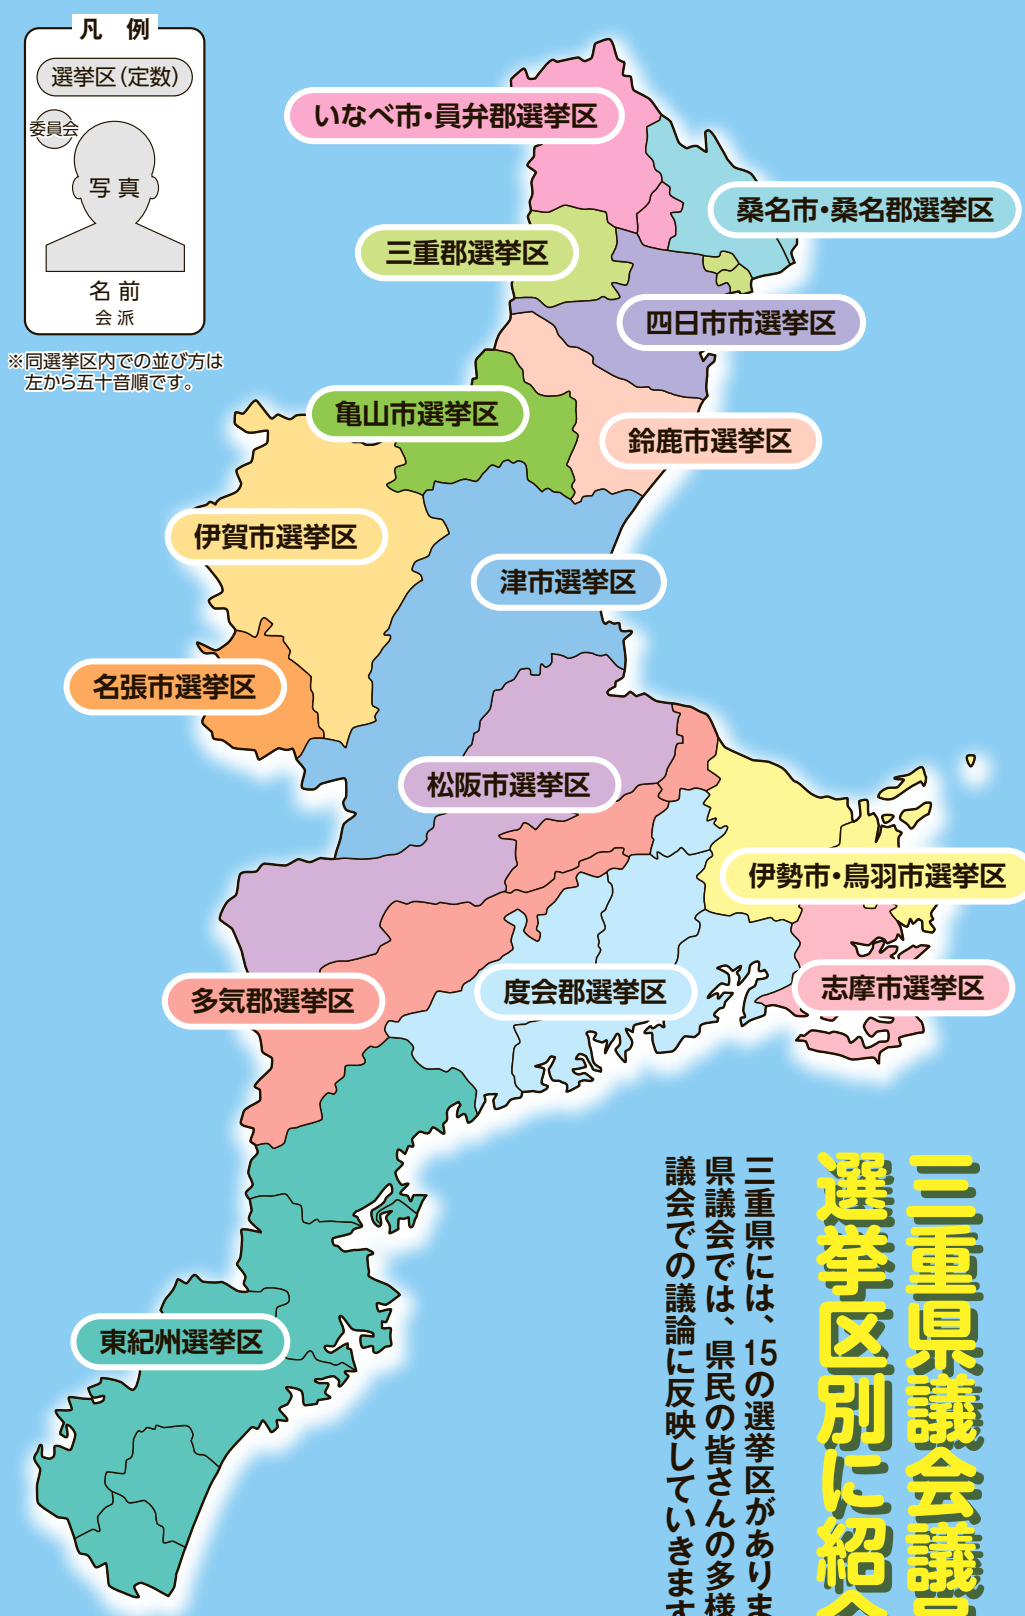 凡 例
選挙区(定数)
委員会
写 真
名 前
会 派
※同選挙区内での並び方は
左から五十音順です。
いなべ市・員弁郡選挙区
桑名市・桑名郡選挙区
三重郡選挙区
四日市市選挙区
亀山市選挙区
鈴鹿市選挙区
伊賀市選挙区
津市選挙区
名張市選挙区
松阪市選挙区
伊勢市・鳥羽市選挙区
多気郡選挙区
度会郡選挙区
志摩市選挙区
東紀州選挙区
三重県議会議員
選挙区別に紹介
三重県には、15の選挙区がありま
県議会では、県民の皆さんの多様
議会での議論に反映していきます